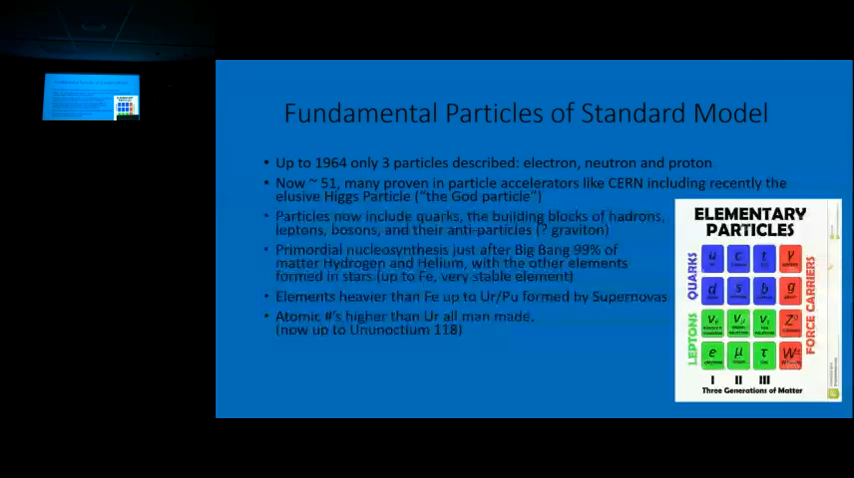 Fundamental Particles of Standard Model
• Up to 1964 only 3 particles described: electron, neutron and proton
• Now ~ 51, many proven in particle accelerators like CERN including recently the
elusive Higgs Particle ("the God particle")
• Particles now include quarks, the building blocks of hadrons,
leptons, bosons, and their anti-particles (? graviton)
• Primordial nucleosynthesis just after Big Bang 99% of
matter Hydrogen and Helium, with the other elements
formed in stars (up to Fe, very stable element)
• Elements heavier than Fe up to Ur/Pu formed by Supernovas
• Atomic #'s higher than Ur all man made.
(now up to Ununoctium 118)
ELEMENTARY
PARTICLES
QUARKS
u c t γ
d s b g
LEPTONS
FORCE CARRIERS
e μ τ W±
I II III
Three Generations of Matter